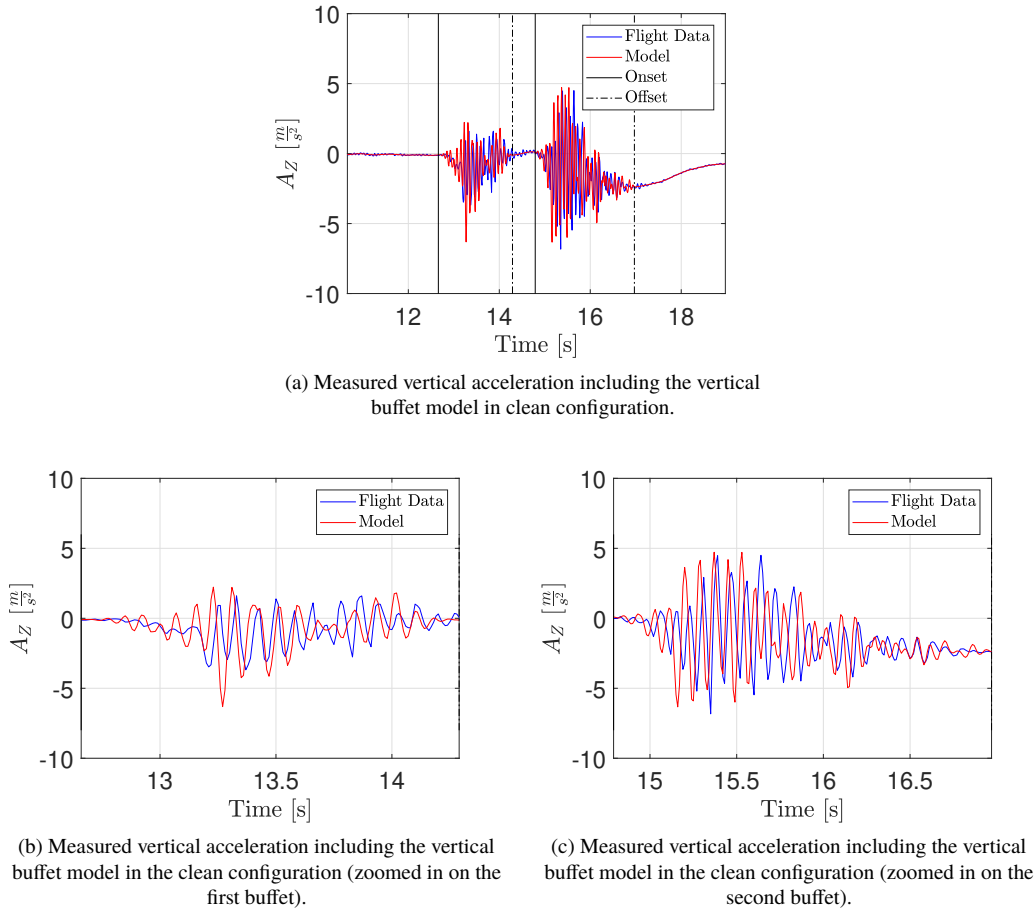 10
5
0
-5
-10
A_Z [m/s²]
12
14
16
18
Time [s]
Flight Data
Model
Onset
Offset
(a) Measured vertical acceleration including the vertical
buffet model in clean configuration.
10
5
0
-5
-10
A_Z [m/s²]
13
13.5
14
Time [s]
Flight Data
Model
(b) Measured vertical acceleration including the vertical
buffet model in the clean configuration (zoomed in on the
first buffet).
10
5
0
-5
-10
A_Z [m/s²]
15
15.5
16
16.5
Time [s]
Flight Data
Model
(c) Measured vertical acceleration including the vertical
buffet model in the clean configuration (zoomed in on the
second buffet).